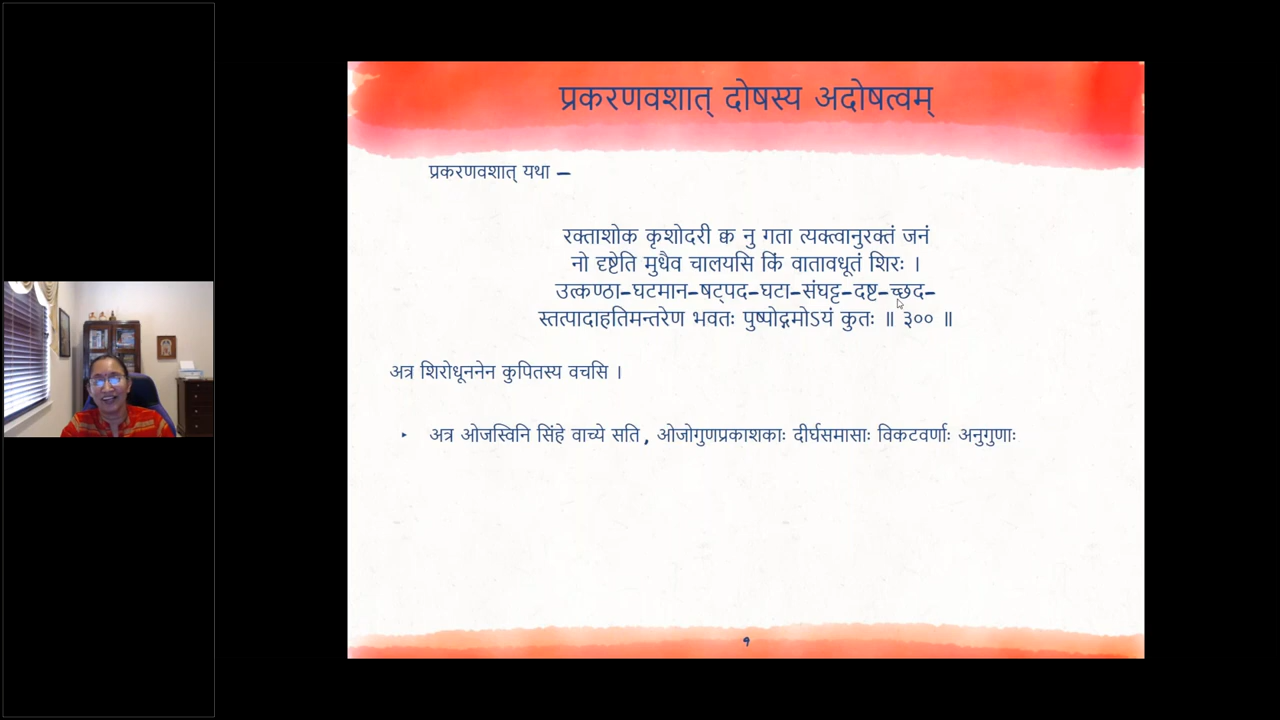 प्रकरणवशात् दोषस्य अदोषत्वम्
प्रकरणवशात् यथा –
रक्ताशोक कृशोदरी क्व नु गता त्यक्त्वानुरक्तं जनं
नो दृष्टेति मुधैव चालयसि किं वातावधूतं शिरः ।
उत्कण्ठा-घटमान-षट्पद-घटा-संघट्ट-दष्ट-च्छद-
स्तत्पादाहतिमन्तरेण भवतः पुष्पोद्गमोऽयं कुतः ॥ ३०० ॥
अत्र शिरोधूननेन कुपितस्य वचसि ।
‣ अत्र ओजस्विनि सिंहे वाच्ये सति, ओजोगुणप्रकाशकाः दीर्घसमासाः विकटवर्णाः अनुगुणाः
९